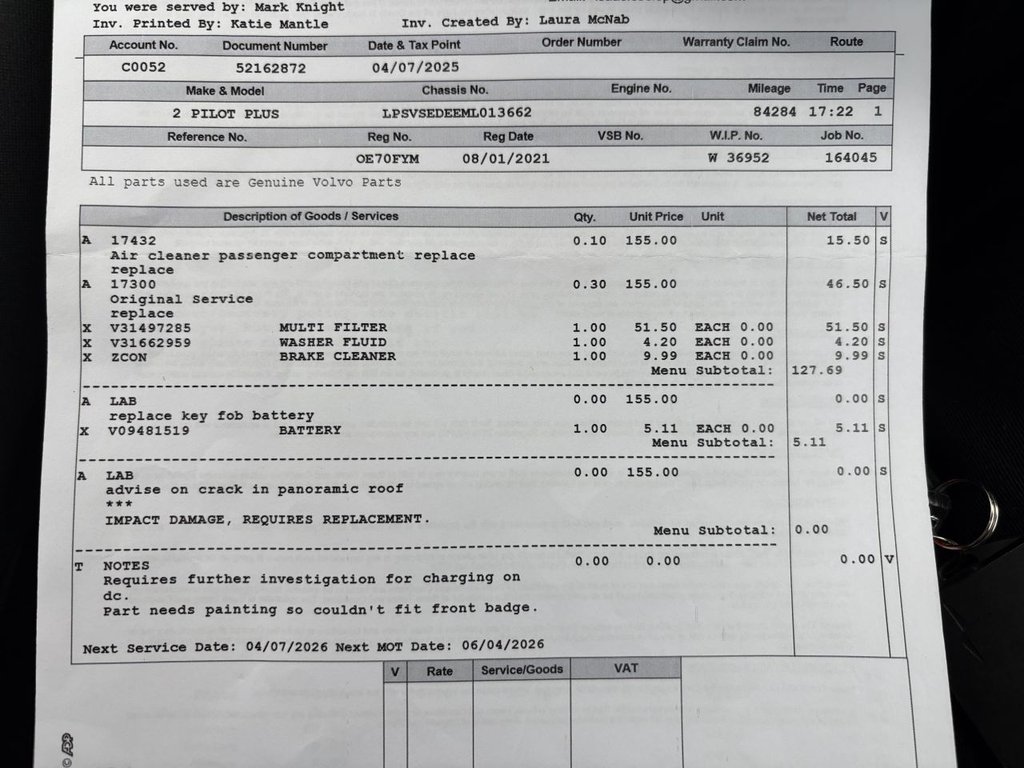 You were served by: Mark Knight
Inv. Printed By: Katie Mantle Inv. Created By: Laura McNab
Account No. Document Number Date & Tax Point Order Number Warranty Claim No. Route
C0052 52162872 04/07/2025
Make & Model Chassis No. Engine No. Mileage Time Page
2 PILOT PLUS LPSVSEDEEML013662 84284 17:22 1
Reference No. Reg No. Reg Date VSB No. W.I.P. No. Job No.
OE70FYM 08/01/2021 W 36952 164045
All parts used are Genuine Volvo Parts
Description of Goods / Services Qty. Unit Price Unit Net Total V
A 17432 0.10 155.00 15.50 S
Air cleaner passenger compartment replace
replace
A 17300 0.30 155.00 46.50 S
Original Service
replace
X V31497285 MULTI FILTER 1.00 51.50 EACH 0.00 51.50 S
X V31662959 WASHER FLUID 1.00 4.20 EACH 0.00 4.20 S
X ZCON BRAKE CLEANER 1.00 9.99 EACH 0.00 9.99 S
Menu Subtotal: 127.69
A LAB 0.00 155.00 0.00 S
replace key fob battery
X V09481519 BATTERY 1.00 5.11 EACH 0.00 5.11 S
Menu Subtotal: 5.11
A LAB 0.00 155.00 0.00 S
advise on crack in panoramic roof
***
IMPACT DAMAGE, REQUIRES REPLACEMENT.
Menu Subtotal: 0.00
T NOTES 0.00 0.00 0.00 V
Requires further investigation for charging on
dc.
Part needs painting so couldn't fit front badge.
Next Service Date: 04/07/2026 Next MOT Date: 06/04/2026
V Rate Service/Goods VAT
© ADP